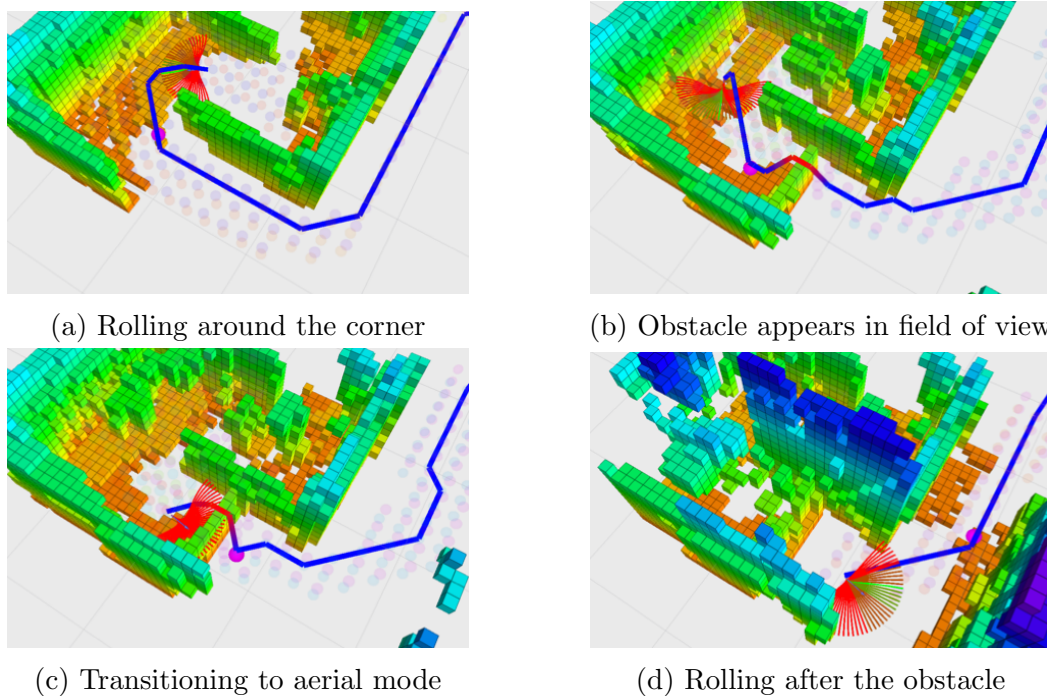 (a) Rolling around the corner
(b) Obstacle appears in field of view
(c) Transitioning to aerial mode
(d) Rolling after the obstacle